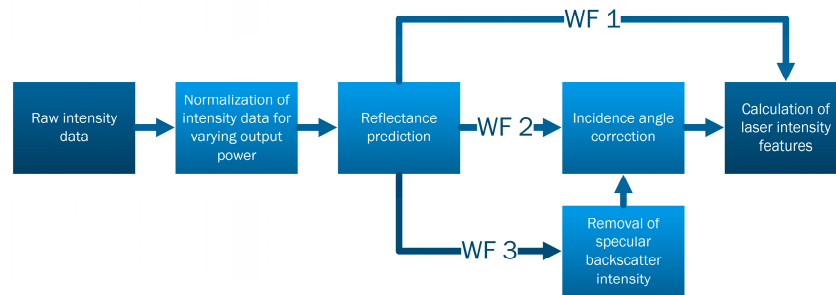 WF 1
Raw intensity
data
Normalization of
intensity data for
varying output
power
Reflectance
prediction
WF 2
Incidence angle
correction
Calculation of
laser intensity
features
WF 3
Removal of
specular
backscatter
intensity